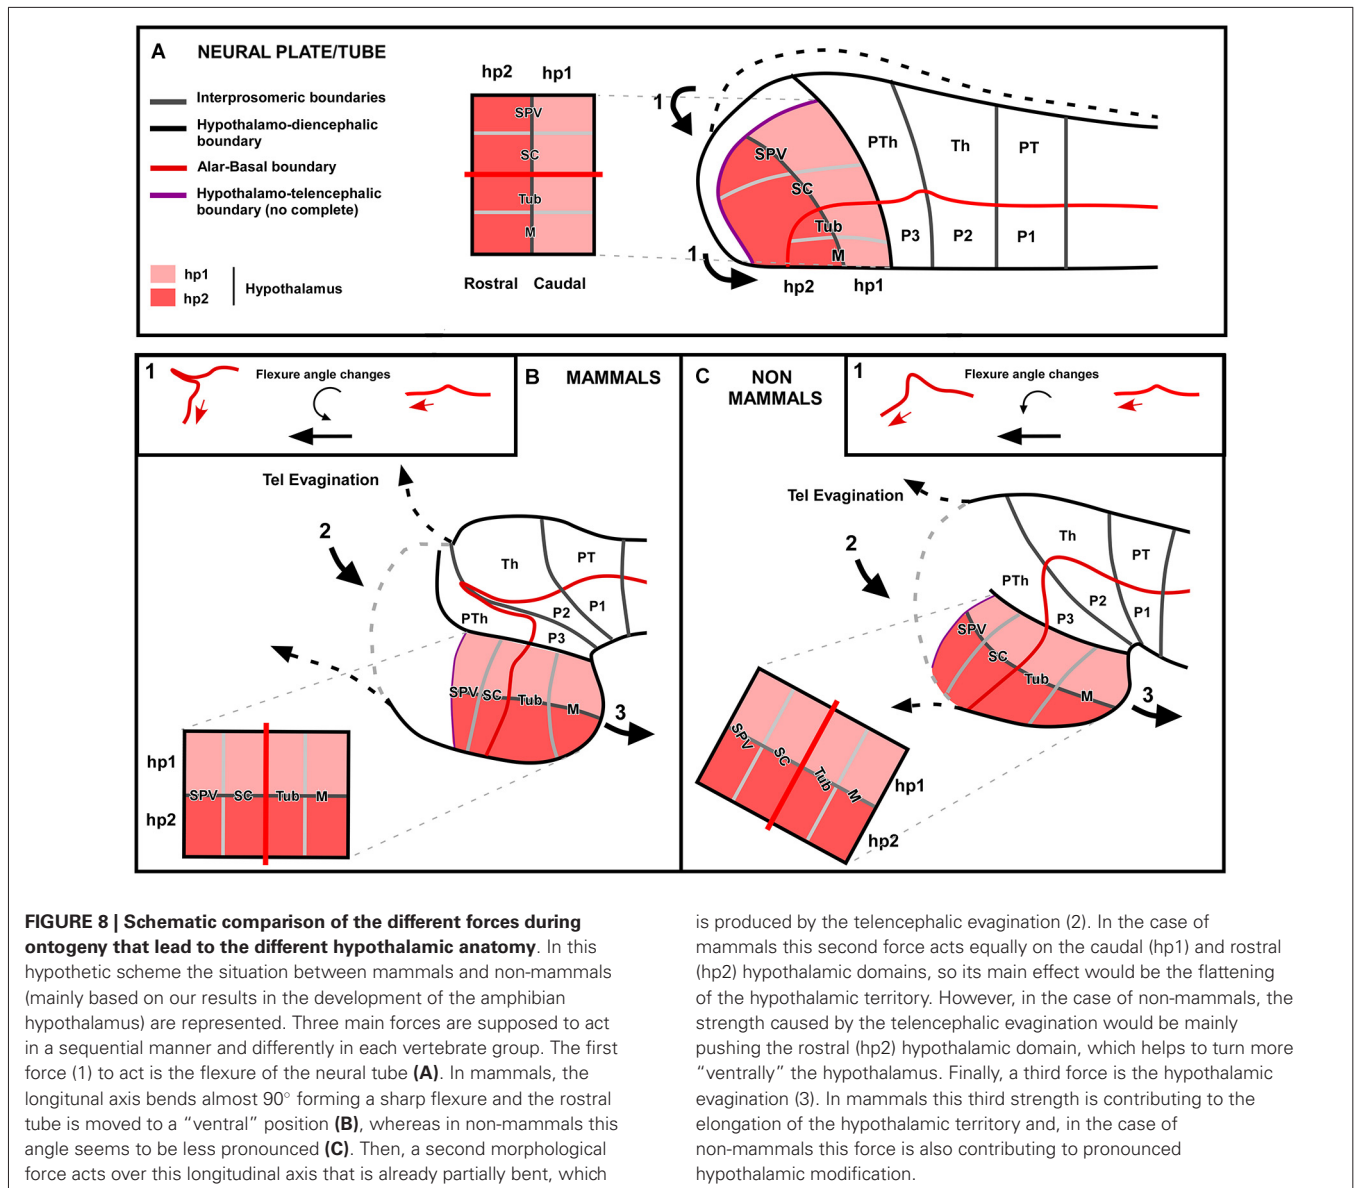 A NEURAL PLATE/TUBE
Interprosomeric boundaries
Hypothalamo-diencephalic
boundary
Alar-Basal boundary
Hypothalamo-telencephalic
boundary (no complete)
hp1
hp2
Hypothalamus
hp2 hp1
SPV
SC
Tub
M
Rostral Caudal
1
1
SPV
SC
Tub
M
PTh
Th
PT
P3
P2
P1
hp2
hp1
1
Flexure angle changes
B MAMMALS
Tel Evagination
2
Th
PT
PTh
P2
P1
P3
SPV SC Tub M
3
hp1
hp2
SPV SC Tub M
C NON
MAMMALS
1
Flexure angle changes
Tel Evagination
2
Th
PT
PTh
P2
P1
P3
SPV
SC
Tub
M
3
SPV
SC
Tub
M
hp1
hp2
FIGURE 8 | Schematic comparison of the different forces during
ontogeny that lead to the different hypothalamic anatomy. In this
hypothetic scheme the situation between mammals and non-mammals
(mainly based on our results in the development of the amphibian
hypothalamus) are represented. Three main forces are supposed to act
in a sequential manner and differently in each vertebrate group. The first
force (1) to act is the flexure of the neural tube (A). In mammals, the
longitunal axis bends almost 90° forming a sharp flexure and the rostral
tube is moved to a “ventral” position (B), whereas in non-mammals this
angle seems to be less pronounced (C). Then, a second morphological
force acts over this longitudinal axis that is already partially bent, which
is produced by the telencephalic evagination (2). In the case of
mammals this second force acts equally on the caudal (hp1) and rostral
(hp2) hypothalamic domains, so its main effect would be the flattening
of the hypothalamic territory. However, in the case of non-mammals, the
strength caused by the telencephalic evagination would be mainly
pushing the rostral (hp2) hypothalamic domain, which helps to turn more
“ventrally” the hypothalamus. Finally, a third force is the hypothalamic
evagination (3). In mammals this third strength is contributing to the
elongation of the hypothalamic territory and, in the case of
non-mammals this force is also contributing to pronounced
hypothalamic modification.